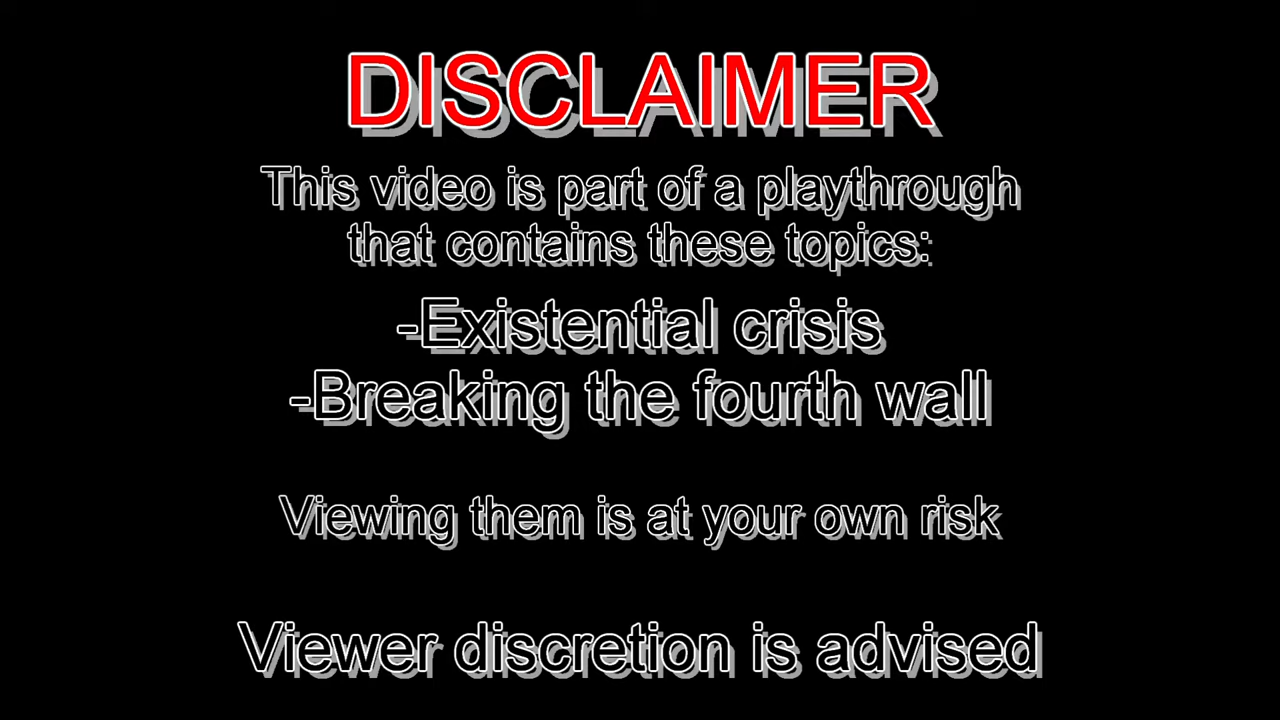 DISCLAIMER
This video is part of a playthrough
that contains these topics:
-Existential crisis
-Breaking the fourth wall
Viewing them is at your own risk
Viewer discretion is advised